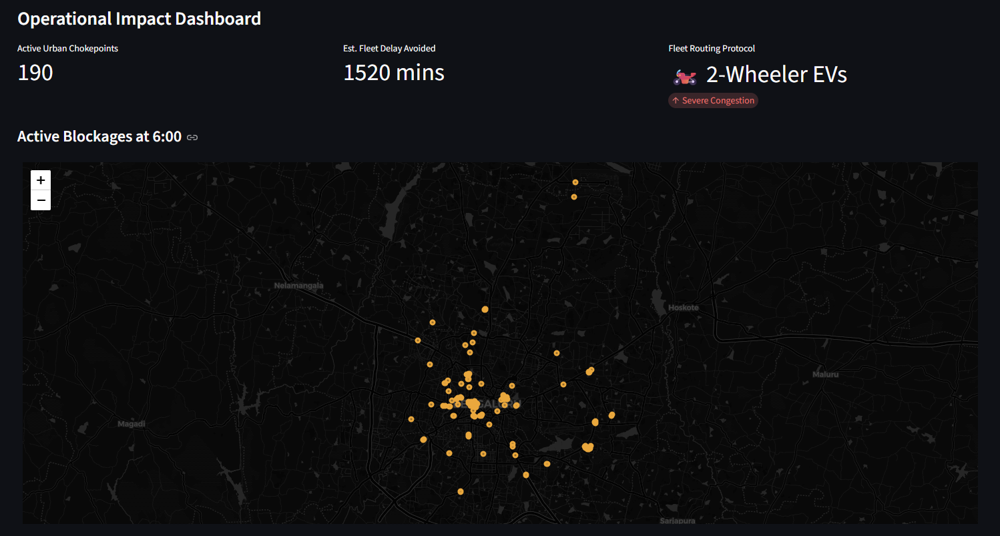 Operational Impact Dashboard
Active Urban Chokepoints
Est. Fleet Delay Avoided
Fleet Routing Protocol
190
1520 mins
2-Wheeler EVs
↑ Severe Congestion
Active Blockages at 6:00
+
−
Nelamangala
Hoskote
Maluru
BENGALURU
Magadi
Sarjapura